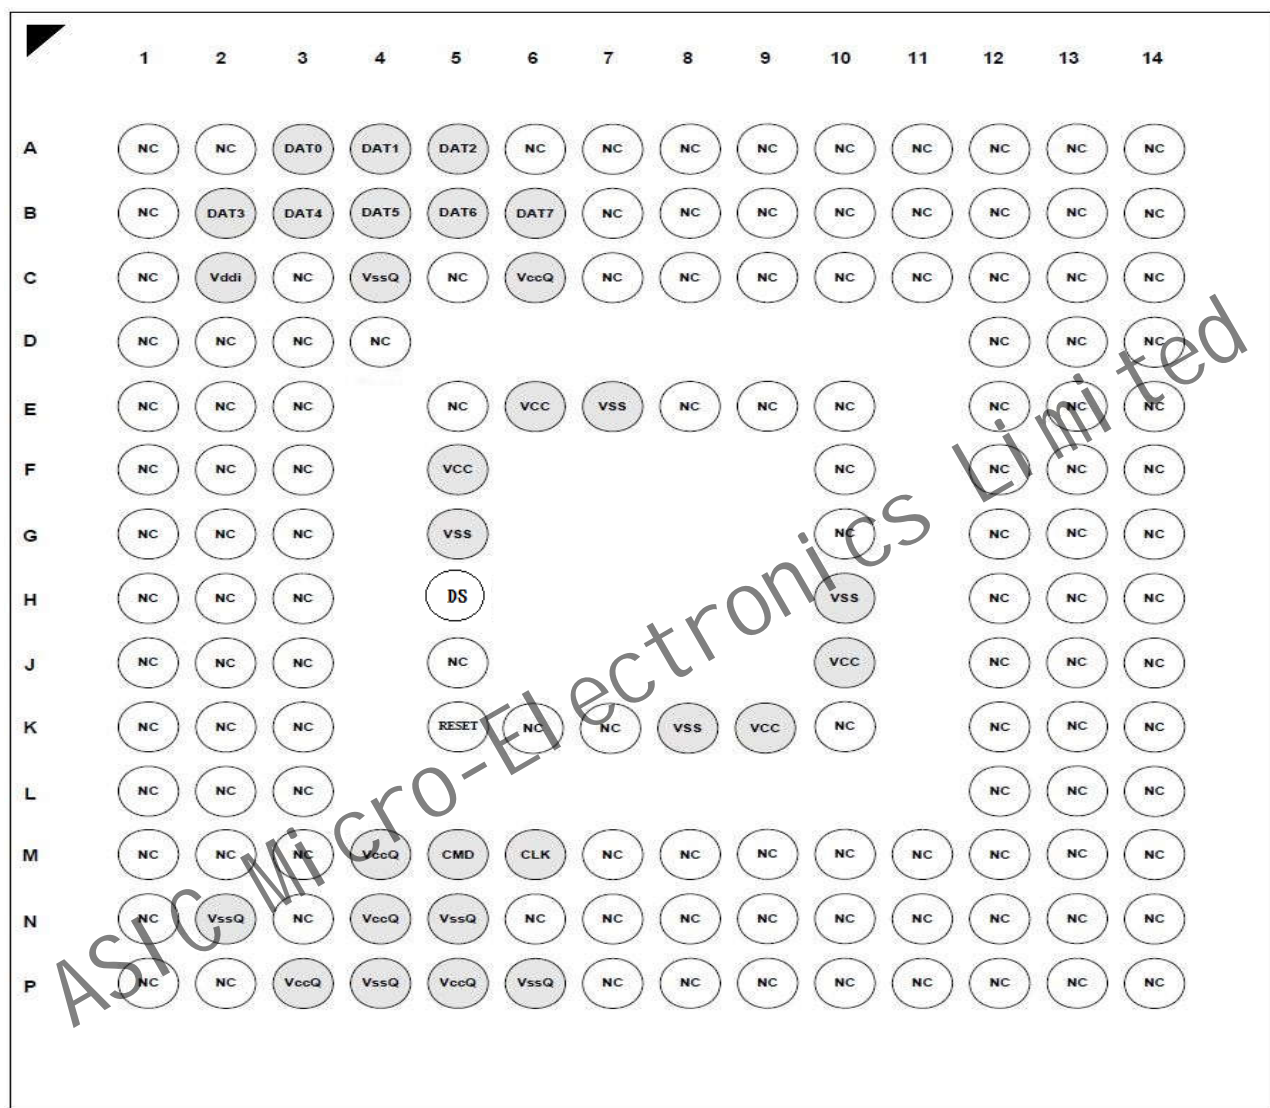 1 2 3 4 5 6 7 8 9 10 11 12 13 14
A NC NC DAT0 DAT1 DAT2 NC NC NC NC NC NC NC NC NC
B NC DAT3 DAT4 DAT5 DAT6 DAT7 NC NC NC NC NC NC NC NC
C NC Vddi NC VssQ NC VccQ NC NC NC NC NC NC NC NC
D NC NC NC NC NC NC NC
E NC NC NC NC VCC VSS NC NC NC NC NC NC
F NC NC NC VCC NC NC NC NC
G NC NC NC VSS NC NC NC NC
H NC NC NC DS VSS NC NC NC
J NC NC NC NC VCC NC NC NC
K NC NC NC RESET NC NC VSS VCC NC NC NC NC
L NC NC NC NC NC NC
M NC NC NC VccQ CMD CLK NC NC NC NC NC NC NC NC
N NC VssQ NC VccQ VssQ NC NC NC NC NC NC NC NC NC
P NC NC VccQ VssQ VccQ VssQ NC NC NC NC NC NC NC NC
ASIC Micro-Electronics Limited